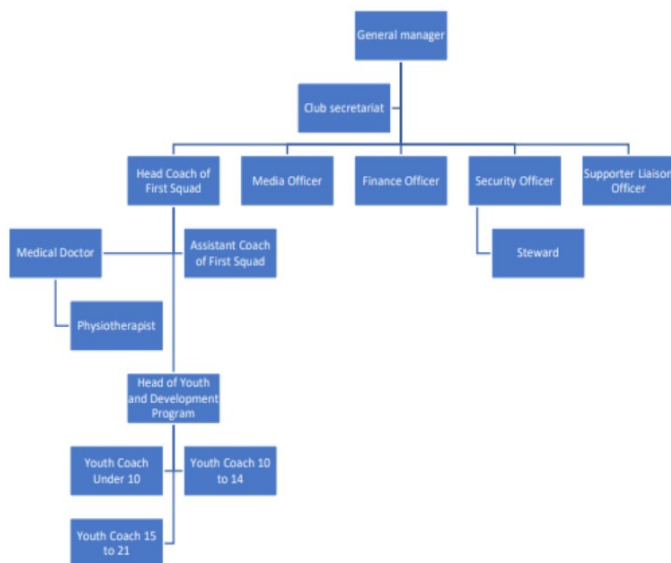 General manager
Club secretariat
Head Coach of
First Squad
Media Officer
Finance Officer
Security Officer
Supporter Liaison
Officer
Medical Doctor
Assistant Coach
of First Squad
Steward
Physiotherapist
Head of Youth
and Development
Program
Youth Coach
Under 10
Youth Coach 10
to 14
Youth Coach 15
to 21